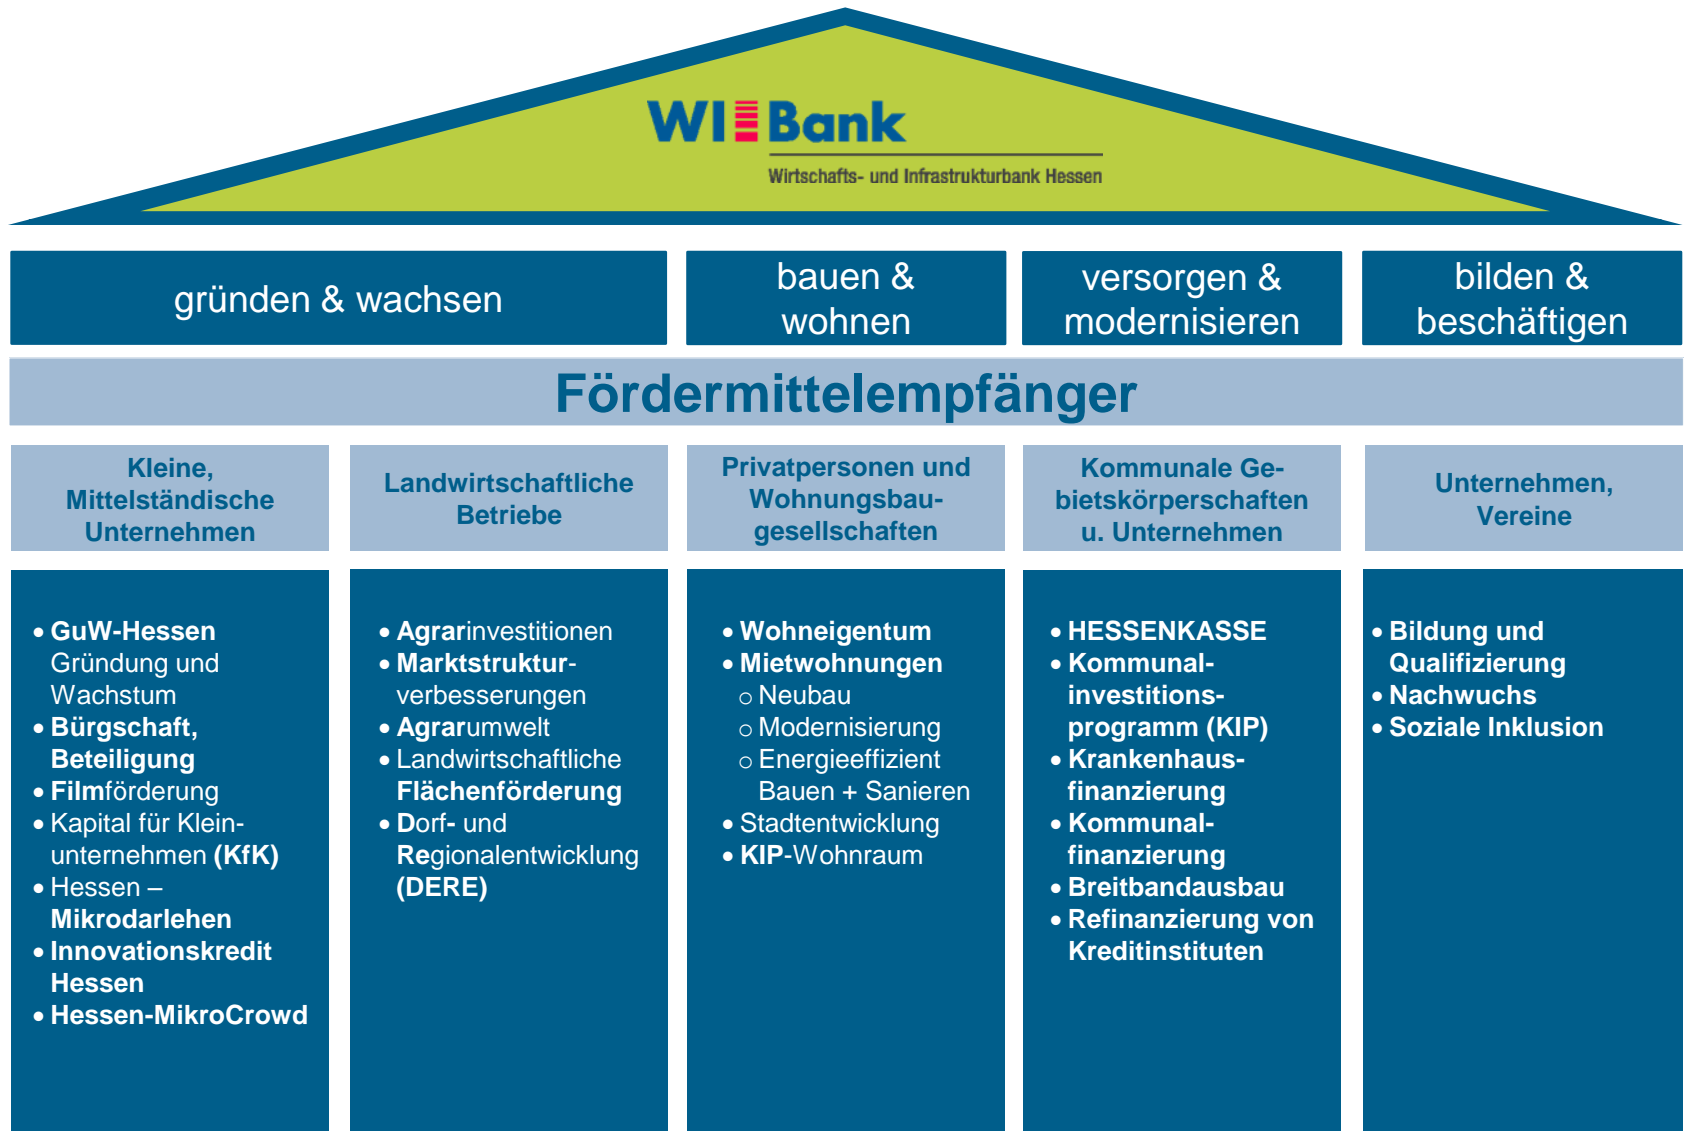 WIBank
Wirtschafts- und Infrastrukturbank Hessen
gründen & wachsen
bauen &
wohnen
versorgen &
modernisieren
bilden &
beschäftigen
Fördermittelempfänger
Kleine,
Mittelständische
Unternehmen
Landwirtschaftliche
Betriebe
Privatpersonen und
Wohnungsbau-
gesellschaften
Kommunale Ge-
bietskörperschaften
u. Unternehmen
Unternehmen,
Vereine
• GuW-Hessen
Gründung und
Wachstum
• Bürgschaft,
Beteiligung
• Filmförderung
• Kapital für Klein-
unternehmen (KfK)
• Hessen –
Mikrodarlehen
• Innovationskredit
Hessen
• Hessen-MikroCrowd
• Agrarinvestitionen
• Marktstruktur-
verbesserungen
• Agrarumwelt
• Landwirtschaftliche
Flächenförderung
• Dorf- und
Regionalentwicklung
(DERE)
• Wohneigentum
• Mietwohnungen
○ Neubau
○ Modernisierung
○ Energieeffizient
Bauen + Sanieren
• Stadtentwicklung
• KIP-Wohnraum
• HESSENKASSE
• Kommunal-
investitions-
programm (KIP)
• Krankenhaus-
finanzierung
• Kommunal-
finanzierung
• Breitbandausbau
• Refinanzierung von
Kreditinstituten
• Bildung und
Qualifizierung
• Nachwuchs
• Soziale Inklusion